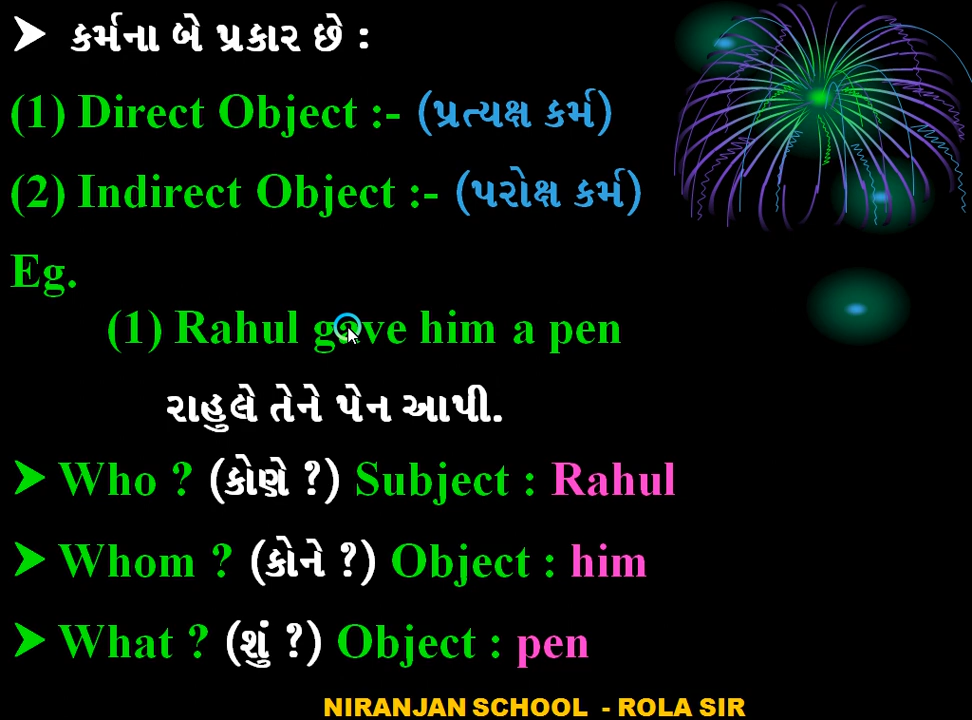 ➤ કર્મના બે પ્રકાર છે :
(1) Direct Object :- (પ્રત્યક્ષ કર્મ)
(2) Indirect Object :- (પરોક્ષ કર્મ)
Eg.
(1) Rahul gave him a pen
રાહુલે તેને પેન આપી.
➤ Who ? (કોણે ?) Subject : Rahul
➤ Whom ? (કોને ?) Object : him
➤ What ? (શું ?) Object : pen
NIRANJAN SCHOOL - ROLA SIR